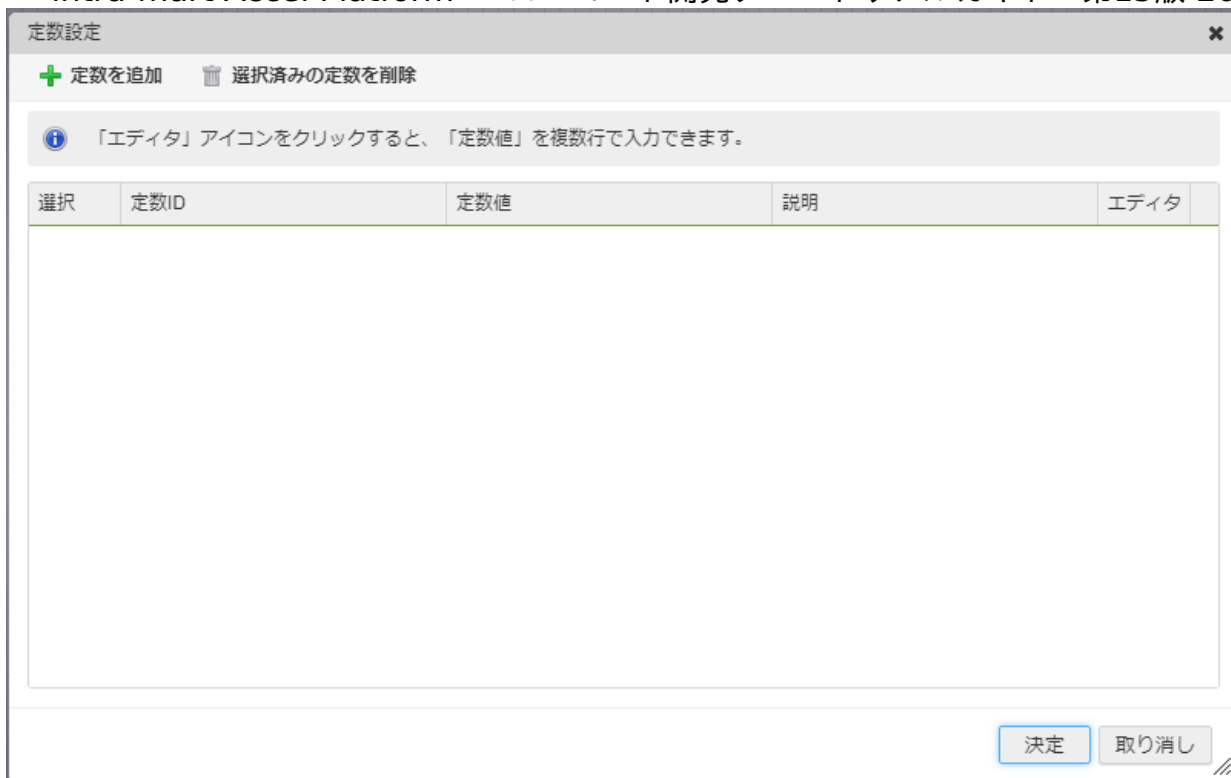 定数設定
定数を追加 選択済みの定数を削除
「エディタ」アイコンをクリックすると、「定数値」を複数行で入力できます。
選択 定数ID 定数値 説明 エディタ
決定 取り消し